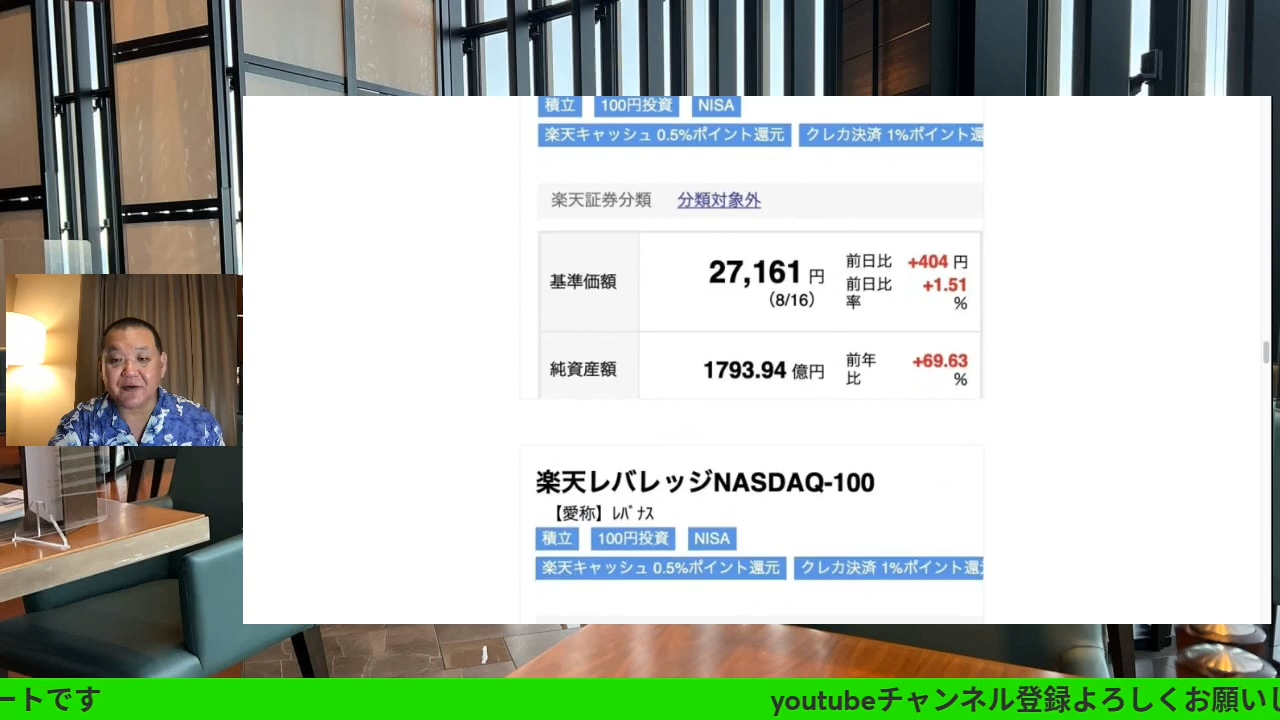 積立 100円投資 NISA
楽天キャッシュ 0.5%ポイント還元 クレカ決済 1%ポイント還
楽天証券分類 分類対象外
基準価額 27,161 円 (8/16) 前日比 +404 円
前日比率 +1.51 %
純資産額 1793.94 億円 前年比 +69.63 %
楽天レバレッジNASDAQ-100
【愛称】レバナス
積立 100円投資 NISA
楽天キャッシュ 0.5%ポイント還元 クレカ決済 1%ポイント還
ートです youtubeチャンネル登録よろしくお願いし